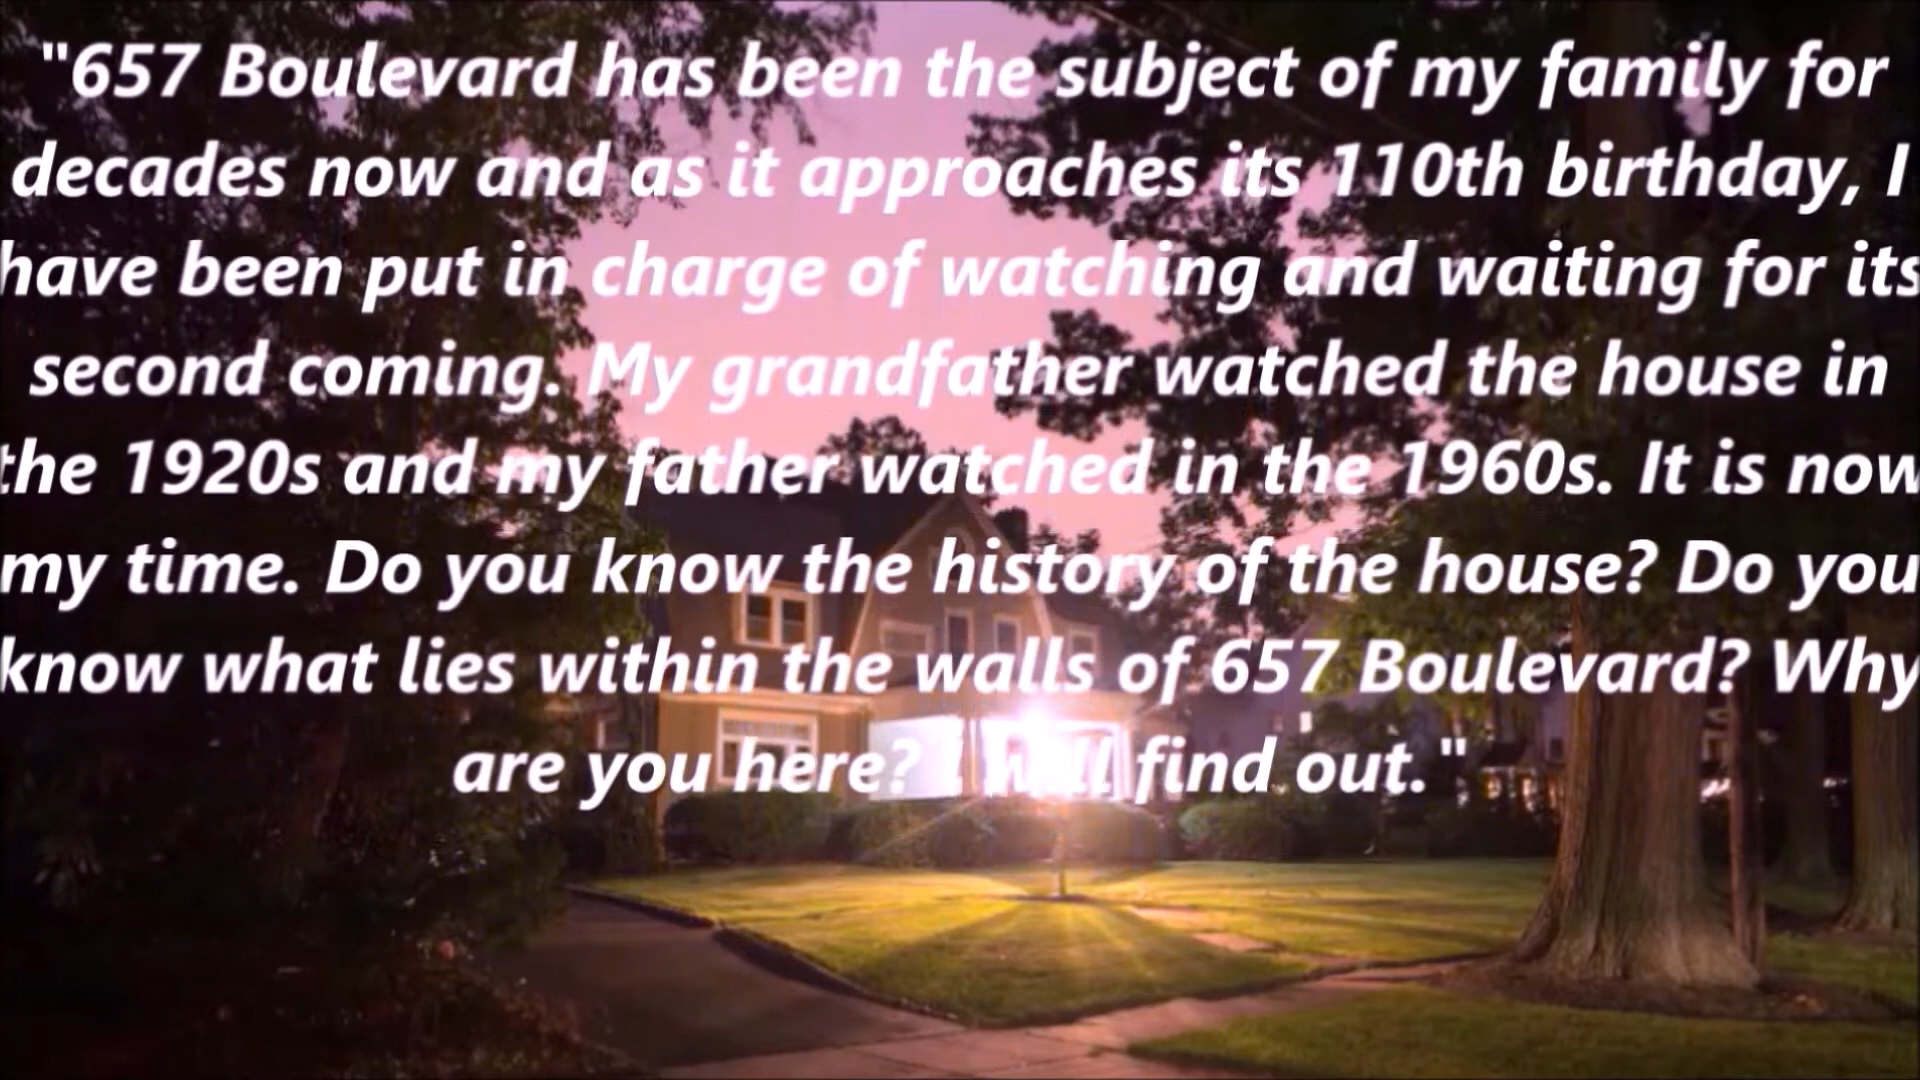 "657 Boulevard has been the subject of my family for
decades now and as it approaches its 110th birthday, I
have been put in charge of watching and waiting for its
second coming. My grandfather watched the house in
the 1920s and my father watched in the 1960s. It is now
my time. Do you know the history of the house? Do you
know what lies within the walls of 657 Boulevard? Why
are you here? I will find out."